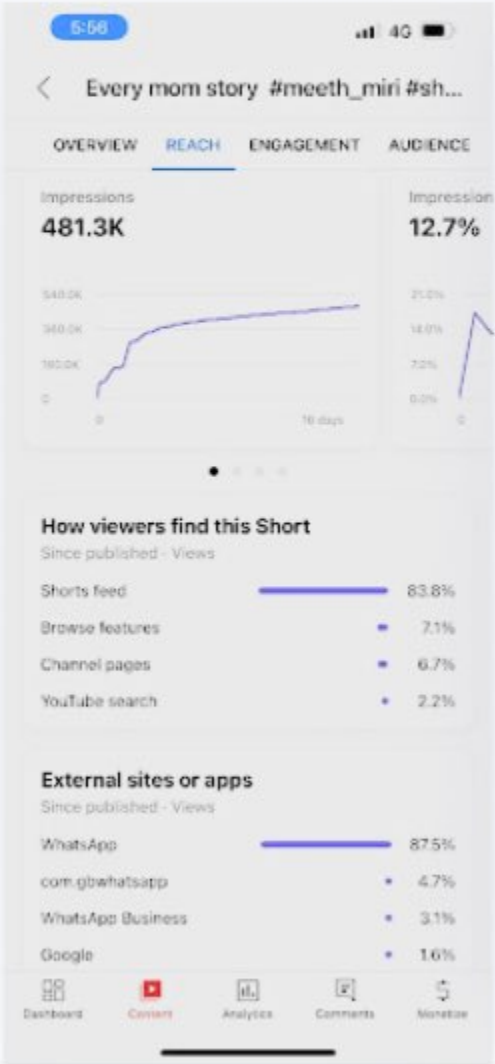 5:56
4G
Every mom story #meeth_miri #sh...
OVERVIEW REACH ENGAGEMENT AUDIENCE
Impressions
481.3K
540.0K
360.0K
180.0K
0
0 16 days
Impression
12.7%
21.0%
14.0%
7.0%
0.0%
0
How viewers find this Short
Since published · Views
Shorts feed 83.8%
Browse features 7.1%
Channel pages 6.7%
YouTube search 2.2%
External sites or apps
Since published · Views
WhatsApp 87.5%
com.gbwhatsapp 4.7%
WhatsApp Business 3.1%
Google 1.6%
Dashboard Content Analytics Comments Monetize